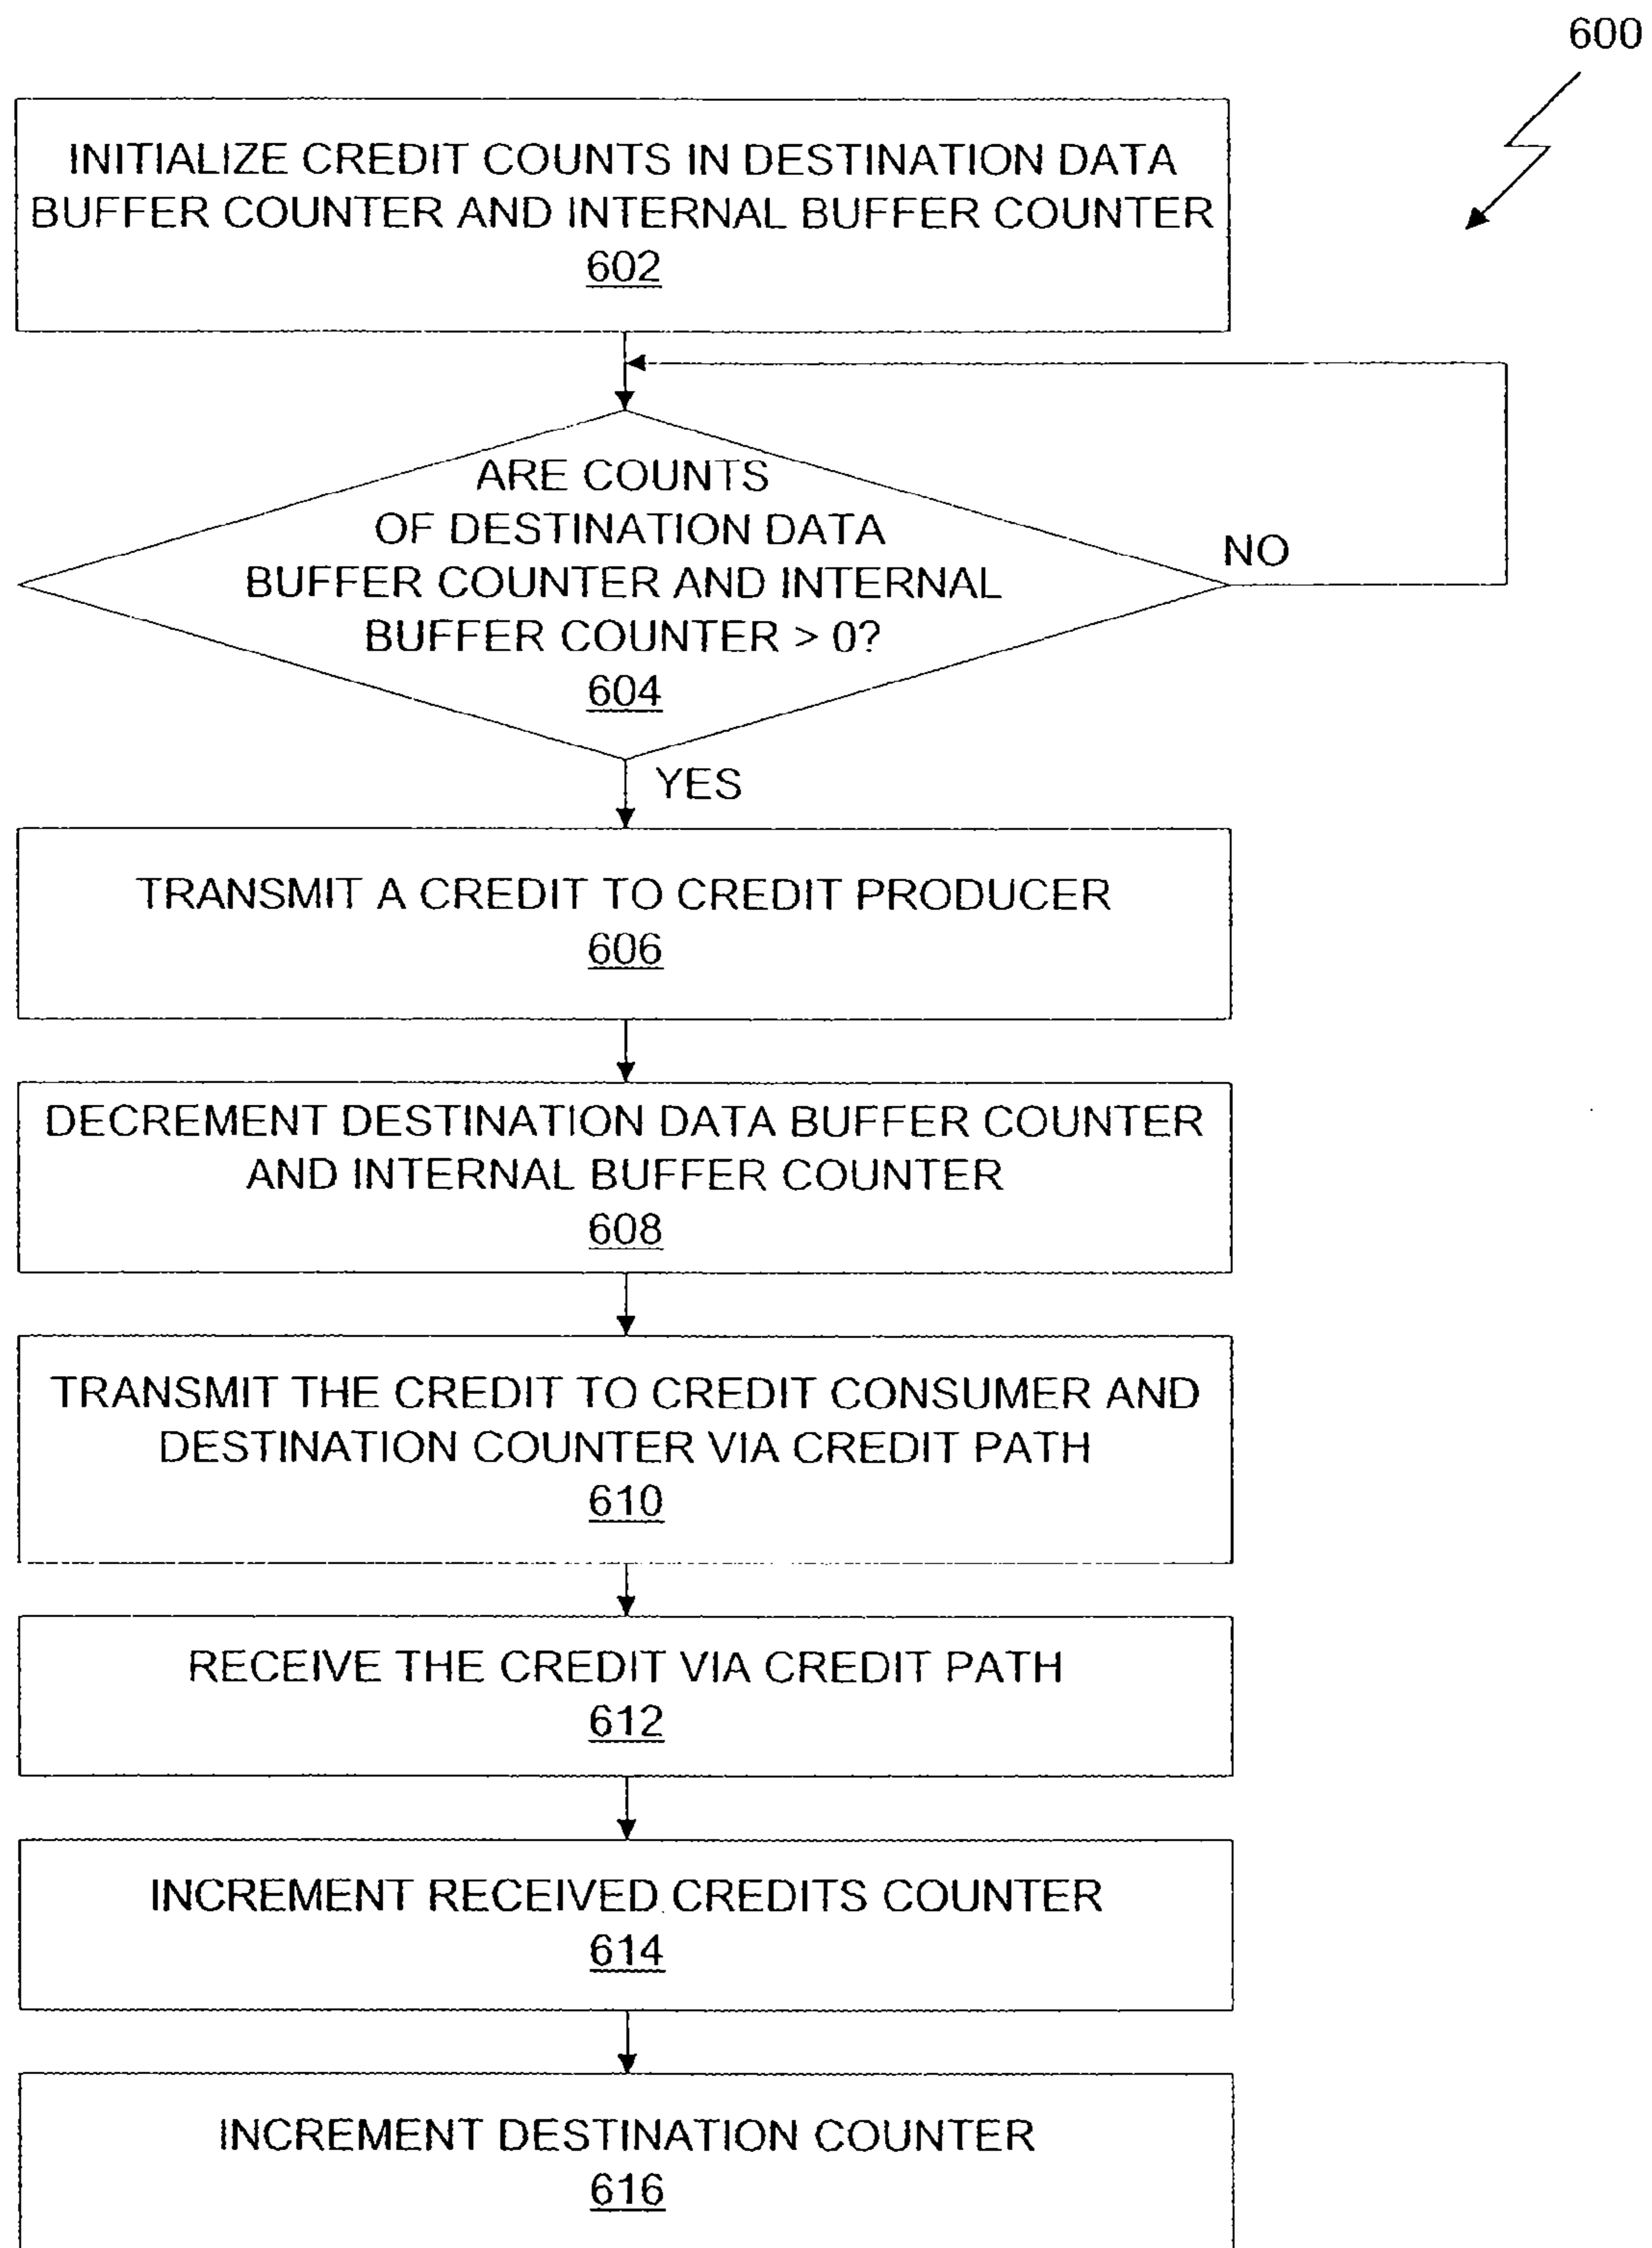 600
INITIALIZE CREDIT COUNTS IN DESTINATION DATA
BUFFER COUNTER AND INTERNAL BUFFER COUNTER
602
ARE COUNTS
OF DESTINATION DATA
BUFFER COUNTER AND INTERNAL
BUFFER COUNTER > 0?
604
NO
YES
TRANSMIT A CREDIT TO CREDIT PRODUCER
606
DECREMENT DESTINATION DATA BUFFER COUNTER
AND INTERNAL BUFFER COUNTER
608
TRANSMIT THE CREDIT TO CREDIT CONSUMER AND
DESTINATION COUNTER VIA CREDIT PATH
610
RECEIVE THE CREDIT VIA CREDIT PATH
612
INCREMENT RECEIVED CREDITS COUNTER
614
INCREMENT DESTINATION COUNTER
616